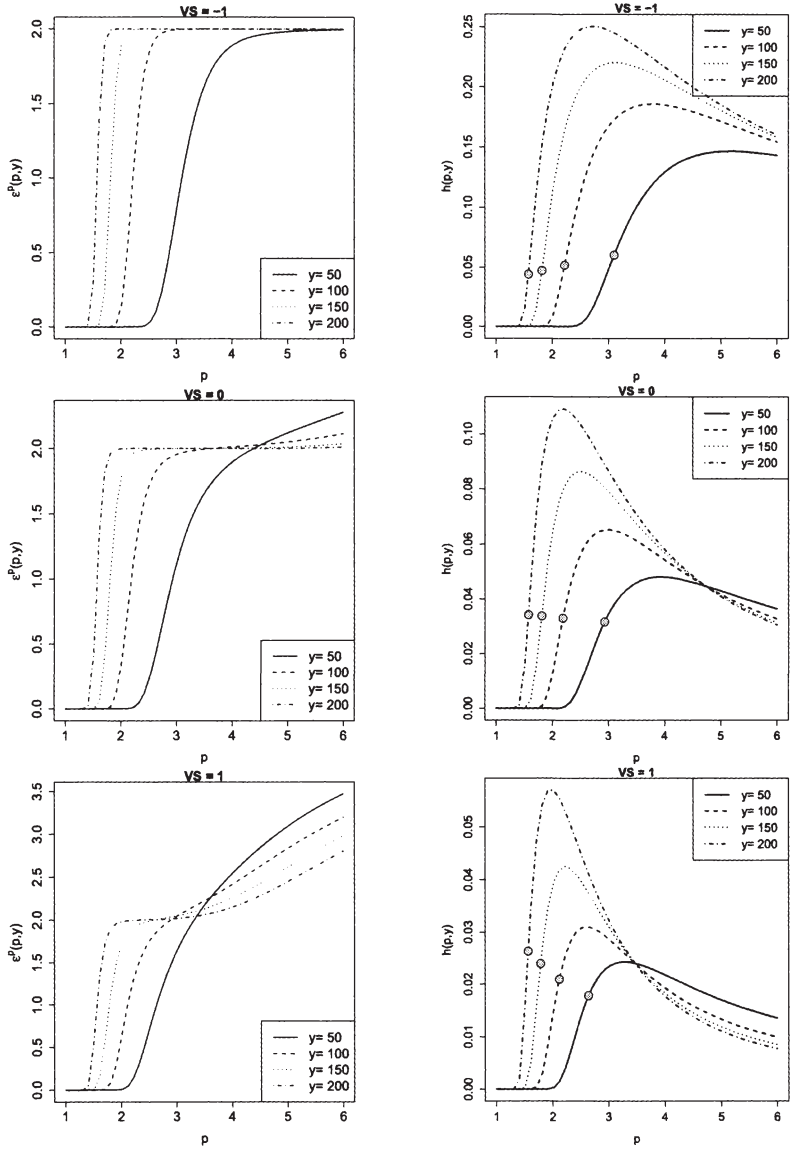 VS = −1
2.0
1.5
1.0
0.5
0.0
εᵖ(p,y)
y= 50
y= 100
y= 150
y= 200
1 2 3 4 5 6
p
VS = −1
0.25
0.20
0.15
0.10
0.05
0.00
h(p,y)
y= 50
y= 100
y= 150
y= 200
1 2 3 4 5 6
p
VS = 0
2.0
1.5
1.0
0.5
0.0
εᵖ(p,y)
y= 50
y= 100
y= 150
y= 200
1 2 3 4 5 6
p
VS = 0
0.10
0.08
0.06
0.04
0.02
0.00
h(p,y)
y= 50
y= 100
y= 150
y= 200
1 2 3 4 5 6
p
VS = 1
3.5
3.0
2.5
2.0
1.5
1.0
0.5
0.0
εᵖ(p,y)
y= 50
y= 100
y= 150
y= 200
1 2 3 4 5 6
p
VS = 1
0.05
0.04
0.03
0.02
0.01
0.00
h(p,y)
y= 50
y= 100
y= 150
y= 200
1 2 3 4 5 6
p